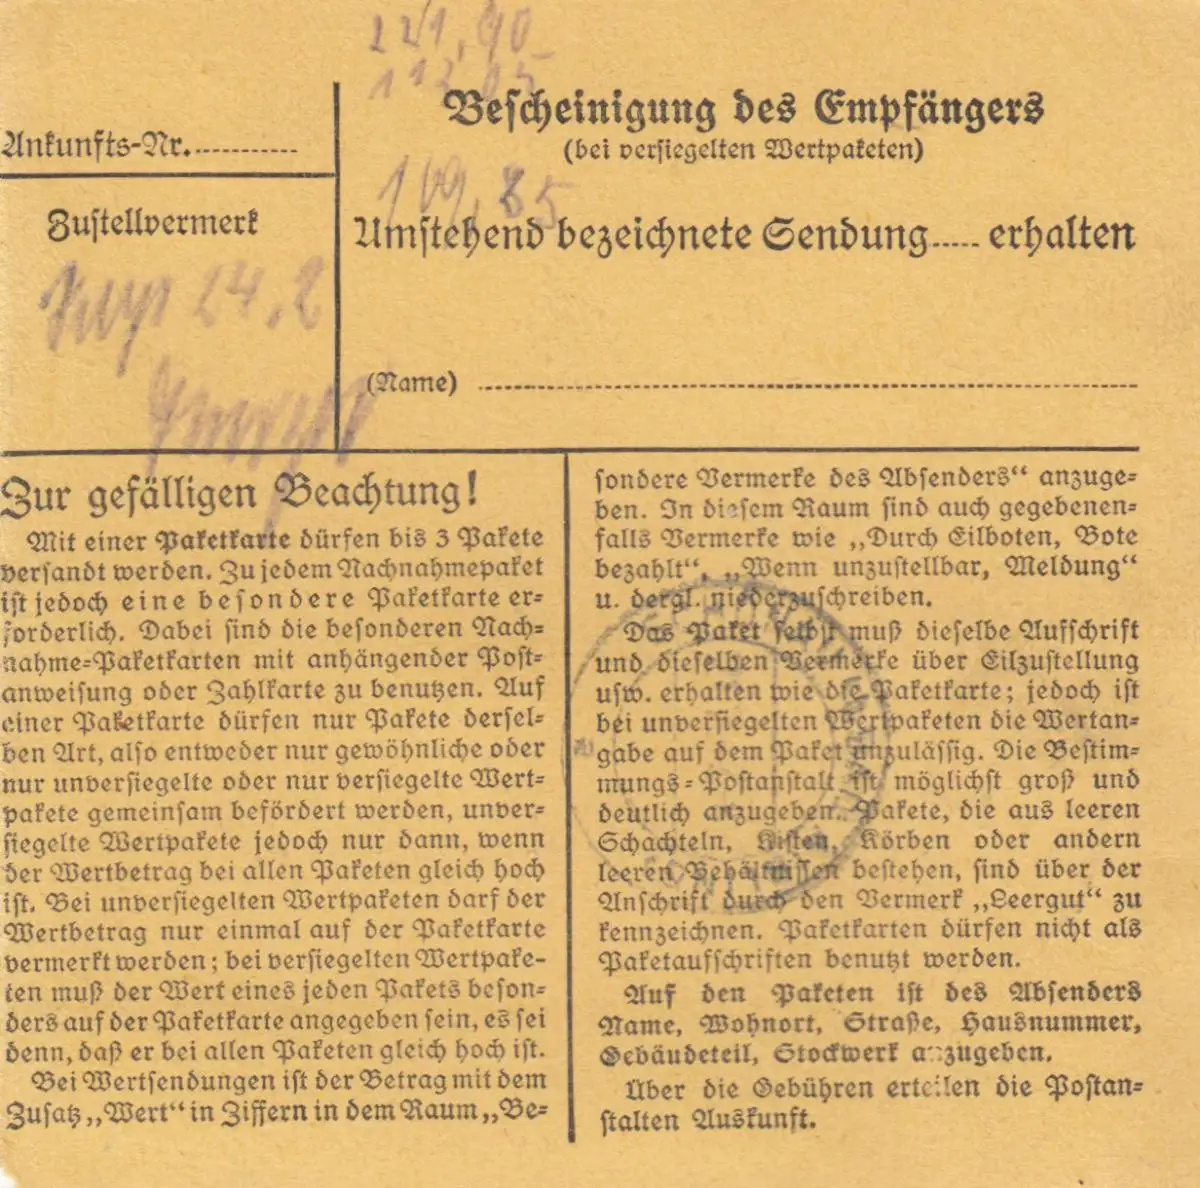 221,90
112,05
109,85
Ankunfts-Nr.
Zustellvermerk
24.2
Bescheinigung des Empfängers
(bei versiegelten Wertpaketen)
Umstehend bezeichnete Sendung..... erhalten
(Name)
Zur gefälligen Beachtung!
Mit einer Paketkarte dürfen bis 3 Pakete
versandt werden. Zu jedem Nachnahmepaket
ist jedoch eine besondere Paketkarte er-
forderlich. Dabei sind die besonderen Nach-
nahme-Paketkarten mit anhängender Post-
anweisung oder Zahlkarte zu benutzen. Auf
einer Paketkarte dürfen nur Pakete dersel-
ben Art, also entweder nur gewöhnliche oder
nur unversiegelte oder nur versiegelte Wert-
pakete gemeinsam befördert werden, unver-
siegelte Wertpakete jedoch nur dann, wenn
der Wertbetrag bei allen Paketen gleich hoch
ist. Bei unversiegelten Wertpaketen darf der
Wertbetrag nur einmal auf der Paketkarte
vermerkt werden; bei versiegelten Wertpake-
ten muß der Wert eines jeden Pakets beson-
ders auf der Paketkarte angegeben sein, es sei
denn, daß er bei allen Paketen gleich hoch ist.
Bei Wertsendungen ist der Betrag mit dem
Zusatz „Wert“ in Ziffern in dem Raum „Be-
sondere Vermerke des Absenders“ anzuge-
ben. In diesem Raum sind auch gegebenen-
falls Vermerke wie „Durch Eilboten, Bote
bezahlt“, „Wenn unzustellbar, Meldung“
u. dergl. niederzuschreiben.
Das Paket selbst muß dieselbe Aufschrift
und dieselben Vermerke über Eilzustellung
usw. erhalten wie die Paketkarte; jedoch ist
bei unversiegelten Wertpaketen die Wertan-
gabe auf dem Paket unzulässig. Die Bestim-
mungs-Postanstalt ist möglichst groß und
deutlich anzugeben. Pakete, die aus leeren
Schachteln, Kisten, Körben oder andern
leeren Behältnissen bestehen, sind über der
Anschrift durch den Vermerk „Leergut“ zu
kennzeichnen. Paketkarten dürfen nicht als
Paketaufschriften benutzt werden.
Auf den Paketen ist des Absenders
Name, Wohnort, Straße, Hausnummer,
Gebäudeteil, Stockwerk anzugeben.
Über die Gebühren erteilen die Postan-
stalten Auskunft.